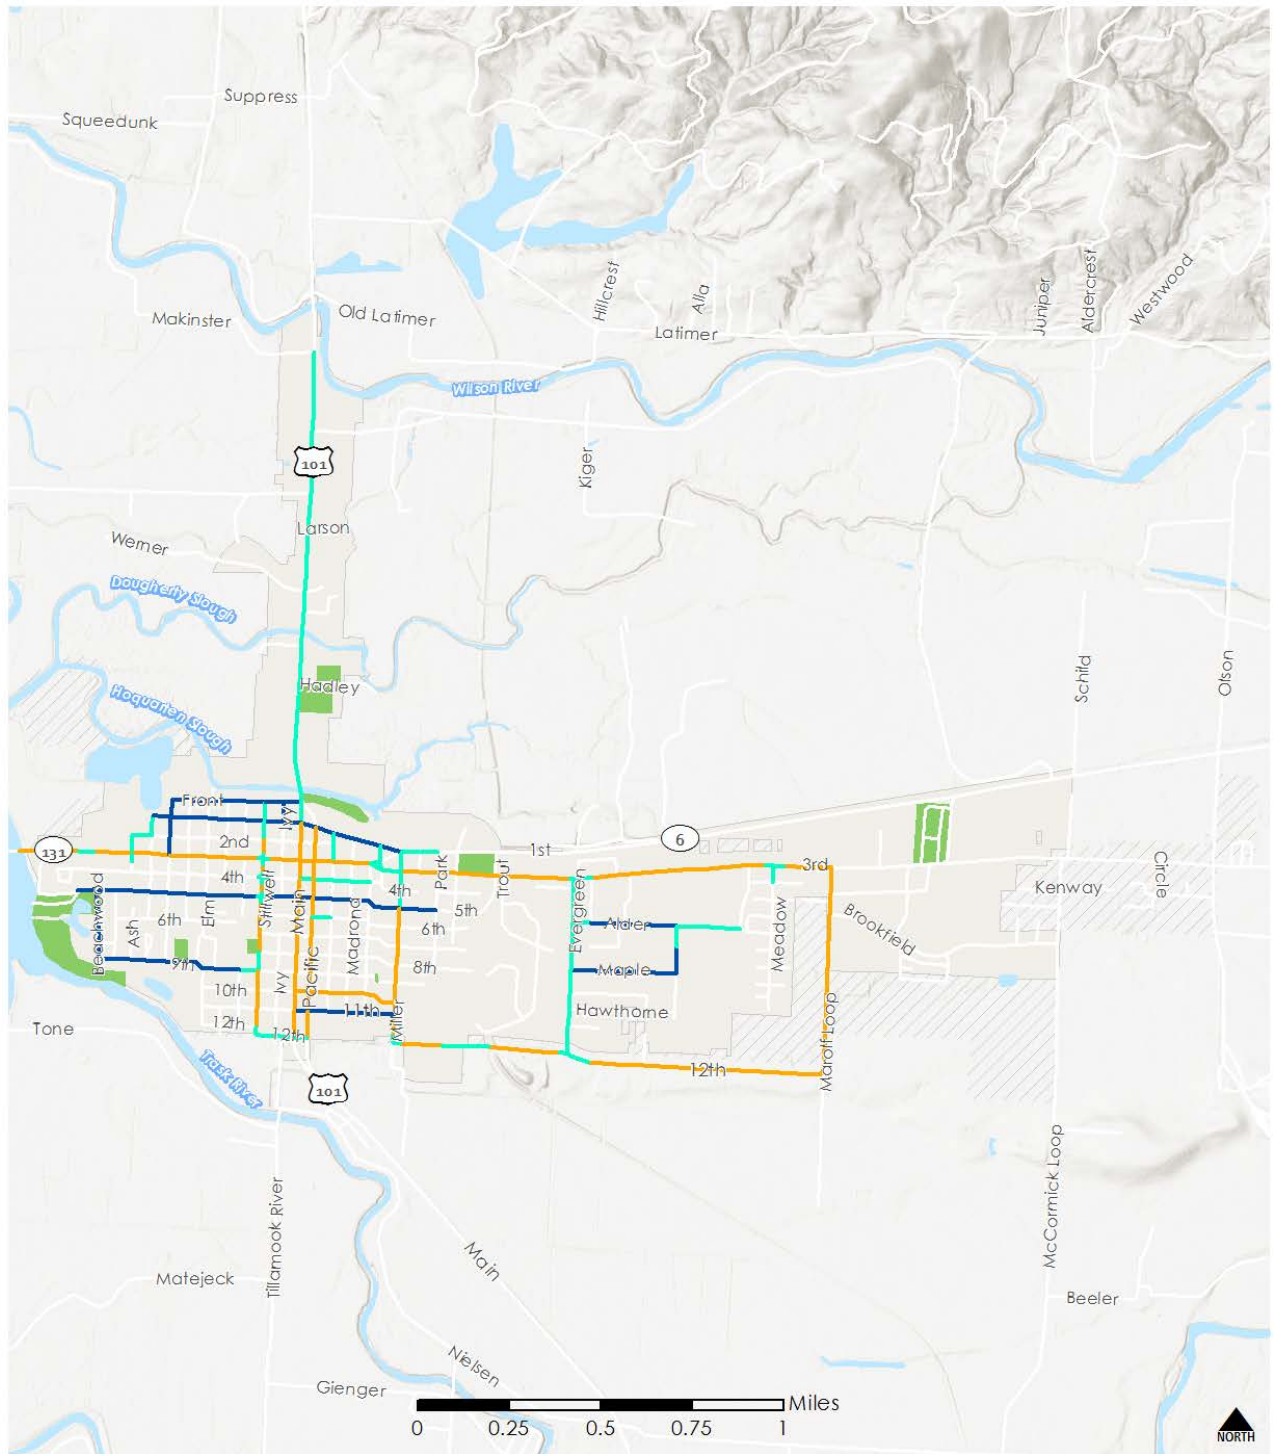 Suppress
Squeedunk
Hillcrest
Alla
Juniper
Aldercrest
Westwood
Makinster
Old Latimer
Latimer
Wilson River
101
Kiger
Larson
Werner
Dougherty Slough
Hadley
Schild
Olson
Hoquarten Slough
Front
Ivy
2nd
131
1st
6
3rd
4th
4th
Park
Trout
Kenway
Circle
Beachwood
Ash
6th
Elm
Stillwell
Main
Madrona
5th
6th
Evergreen
Alder
Meadow
Brookfield
9th
Ivy
Pacific
8th
Maple
10th
11th
Miller
Hawthorne
Marolf Loop
Tone
12th
12th
12th
Trask River
101
Tillamook River
McCormick Loop
Main
Matejeck
Beeler
Nielsen
Gienger
Miles
0 0.25 0.5 0.75 1
NORTH